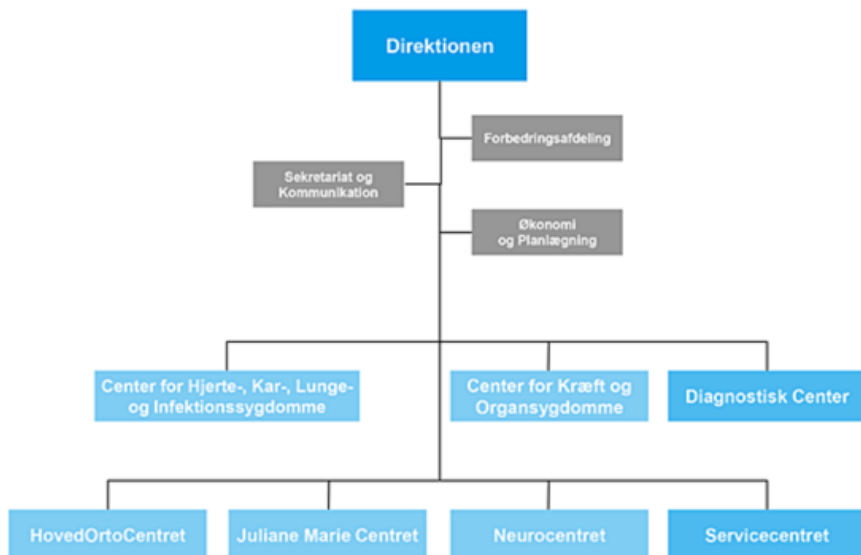 Direktionen
Forbedringsafdeling
Sekretariat og
Kommunikation
Økonomi
og Planlægning
Center for Hjerte-, Kar-, Lunge-
og Infektionssygdomme
Center for Kræft og
Organsygdomme
Diagnostisk Center
HovedOrtoCentret
Juliane Marie Centret
Neurocentret
Servicecentret